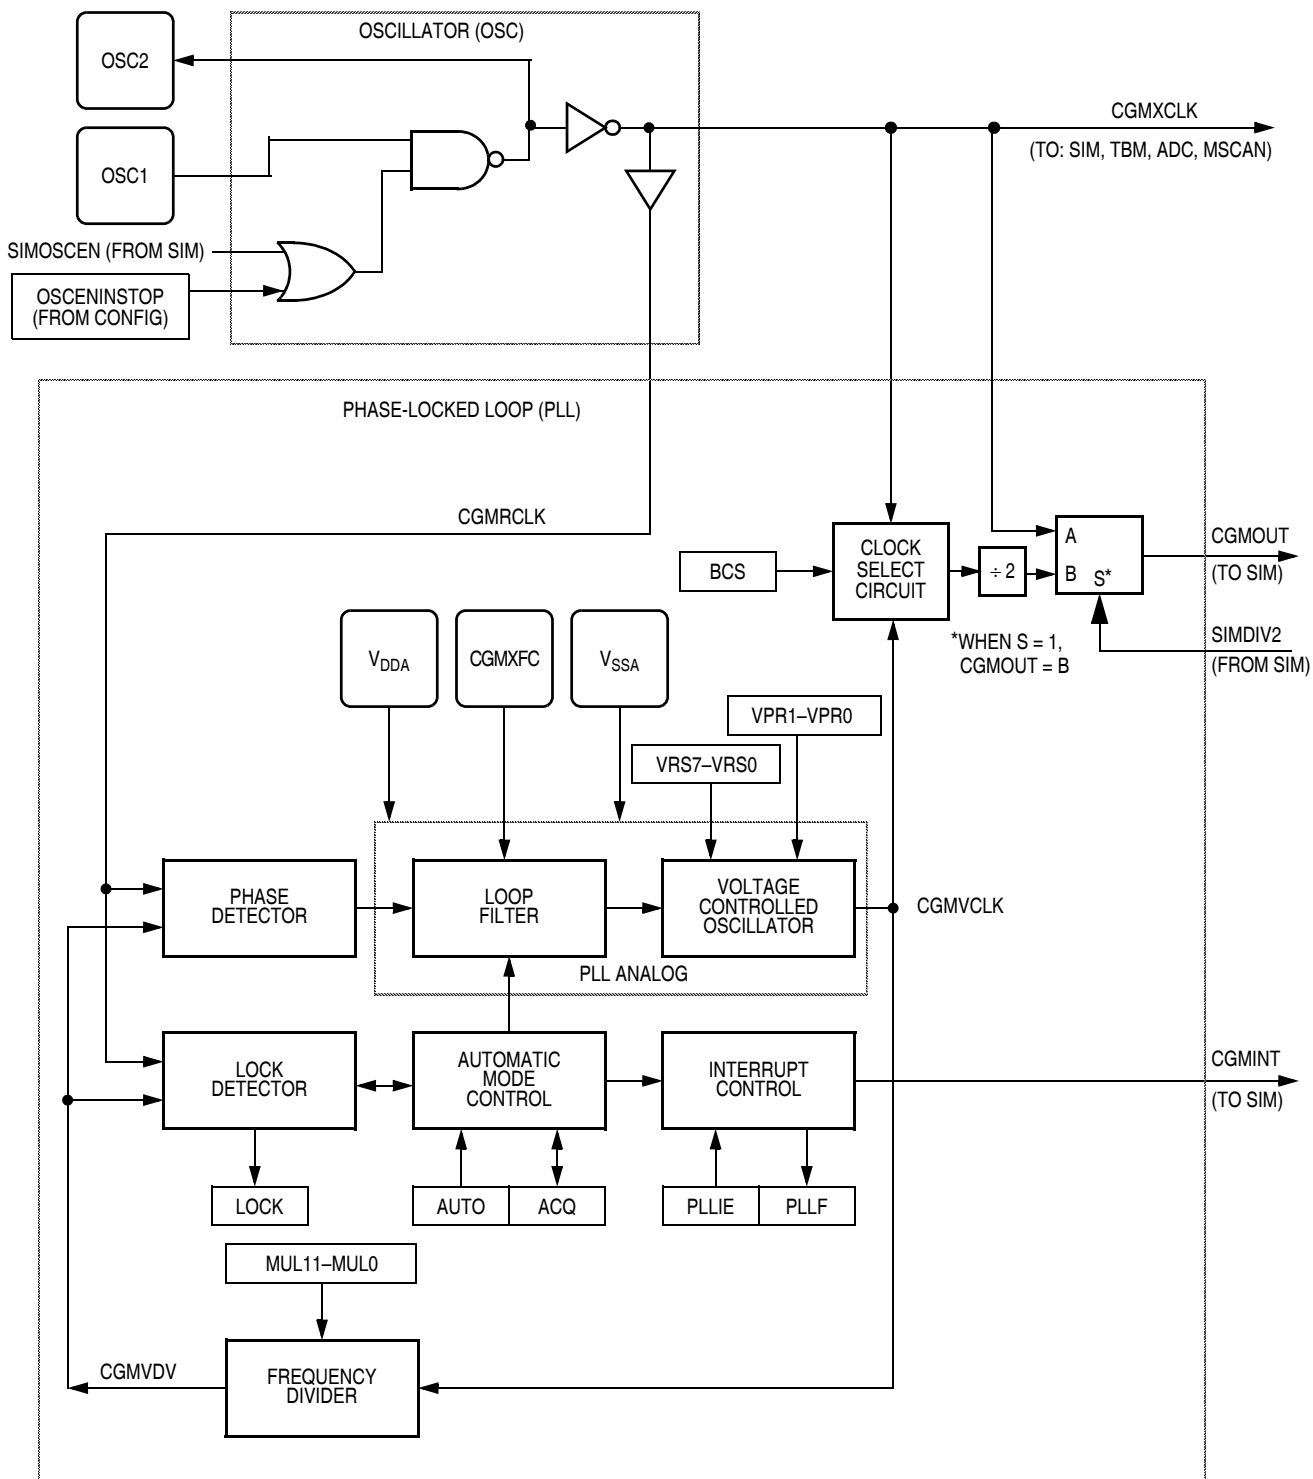 OSCILLATOR (OSC)
OSC2
CGMXCLK
(TO: SIM, TBM, ADC, MSCAN)
OSC1
SIMOSCEN (FROM SIM)
OSCENINSTOP
(FROM CONFIG)
PHASE-LOCKED LOOP (PLL)
CGMRCLK
BCS
CLOCK
SELECT
CIRCUIT
÷ 2
A
B
S*
CGMOUT
(TO SIM)
*WHEN S = 1,
CGMOUT = B
SIMDIV2
(FROM SIM)
VDDA
CGMXFC
VSSA
VPR1–VPR0
VRS7–VRS0
PHASE
DETECTOR
LOOP
FILTER
VOLTAGE
CONTROLLED
OSCILLATOR
CGMVCLK
PLL ANALOG
LOCK
DETECTOR
AUTOMATIC
MODE
CONTROL
INTERRUPT
CONTROL
CGMINT
(TO SIM)
LOCK
AUTO
ACQ
PLLIE
PLLF
MUL11–MUL0
CGMVDV
FREQUENCY
DIVIDER